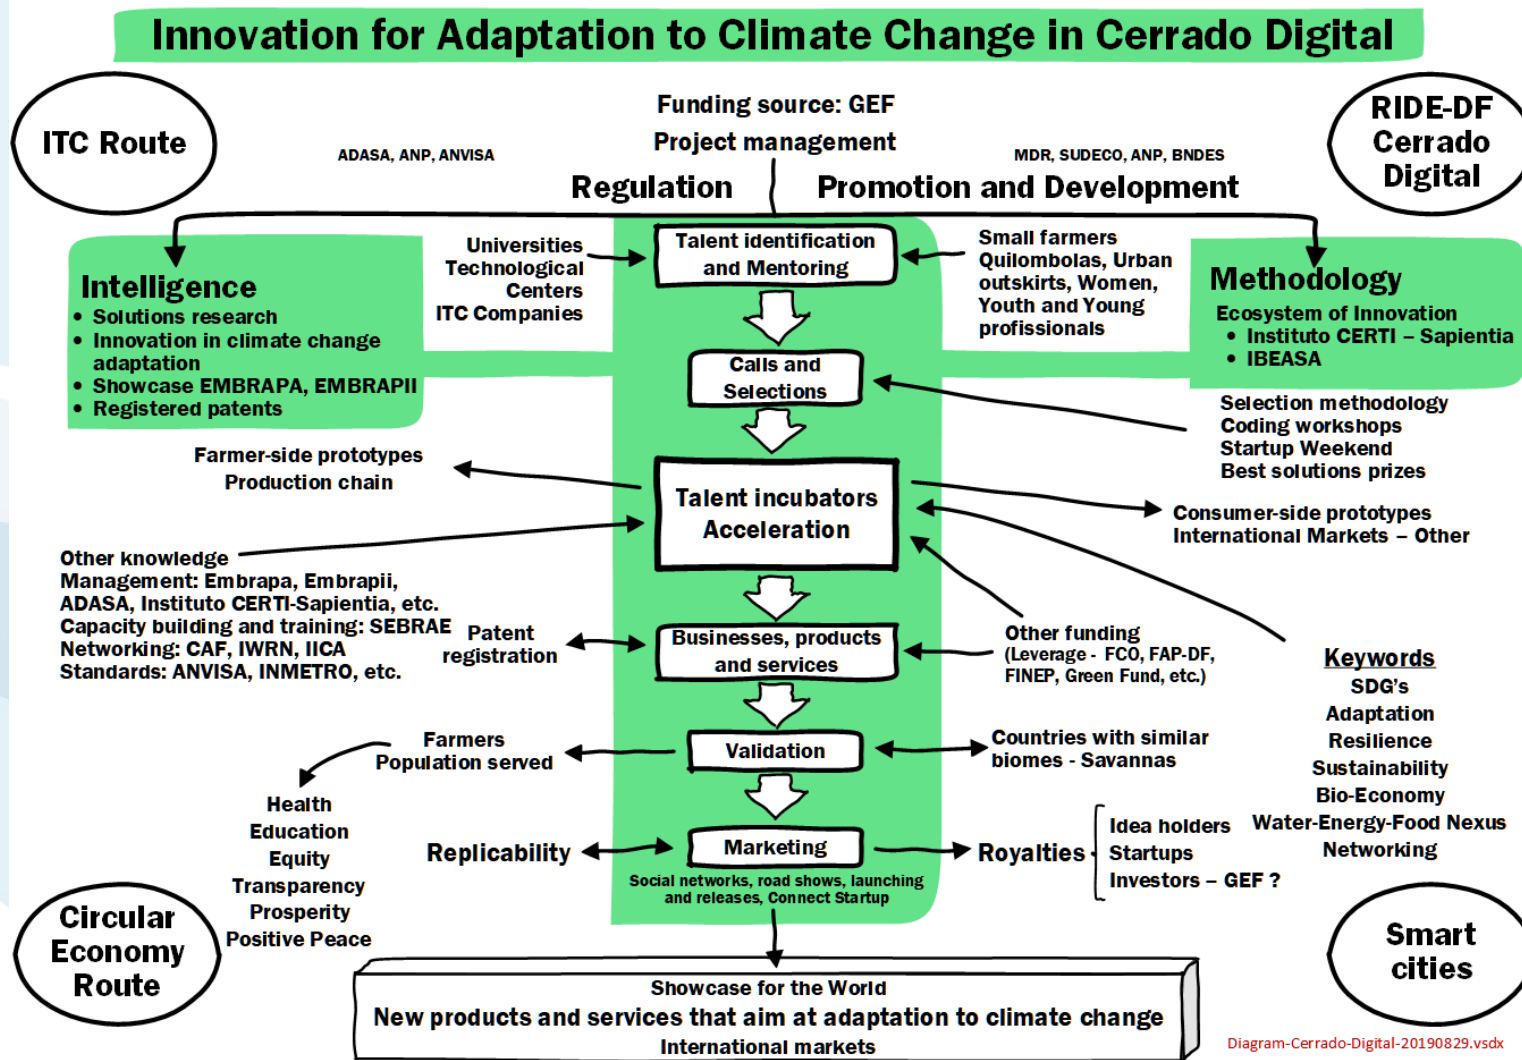 Innovation for Adaptation to Climate Change in Cerrado Digital
ITC Route
Funding source: GEF
Project management
RIDE-DF
Cerrado
Digital
ADASA, ANP, ANVISA
MDR, SUDECO, ANP, BNDES
Regulation
Promotion and Development
Intelligence
• Solutions research
• Innovation in climate change
adaptation
• Showcase EMBRAPA, EMBRAPII
• Registered patents
Universities
Technological
Centers
ITC Companies
Talent identification
and Mentoring
Small farmers
Quilombolas, Urban
outskirts, Women,
Youth and Young
profissionals
Methodology
Ecosystem of Innovation
• Instituto CERTI – Sapientia
• IBEASA
Calls and
Selections
Selection methodology
Coding workshops
Startup Weekend
Best solutions prizes
Farmer-side prototypes
Production chain
Talent incubators
Acceleration
Consumer-side prototypes
International Markets – Other
Other knowledge
Management: Embrapa, Embrapii,
ADASA, Instituto CERTI-Sapientia, etc.
Capacity building and training: SEBRAE
Networking: CAF, IWRN, IICA
Standards: ANVISA, INMETRO, etc.
Patent
registration
Businesses, products
and services
Other funding
(Leverage - FCO, FAP-DF,
FINEP, Green Fund, etc.)
Keywords
SDG's
Adaptation
Resilience
Sustainability
Bio-Economy
Water-Energy-Food Nexus
Networking
Farmers
Population served
Validation
Countries with similar
biomes - Savannas
Health
Education
Equity
Transparency
Prosperity
Positive Peace
Replicability
Marketing
Royalties
Idea holders
Startups
Investors – GEF ?
Social networks, road shows, launching
and releases, Connect Startup
Circular
Economy
Route
Smart
cities
Showcase for the World
New products and services that aim at adaptation to climate change
International markets
Diagram-Cerrado-Digital-20190829.vsdx